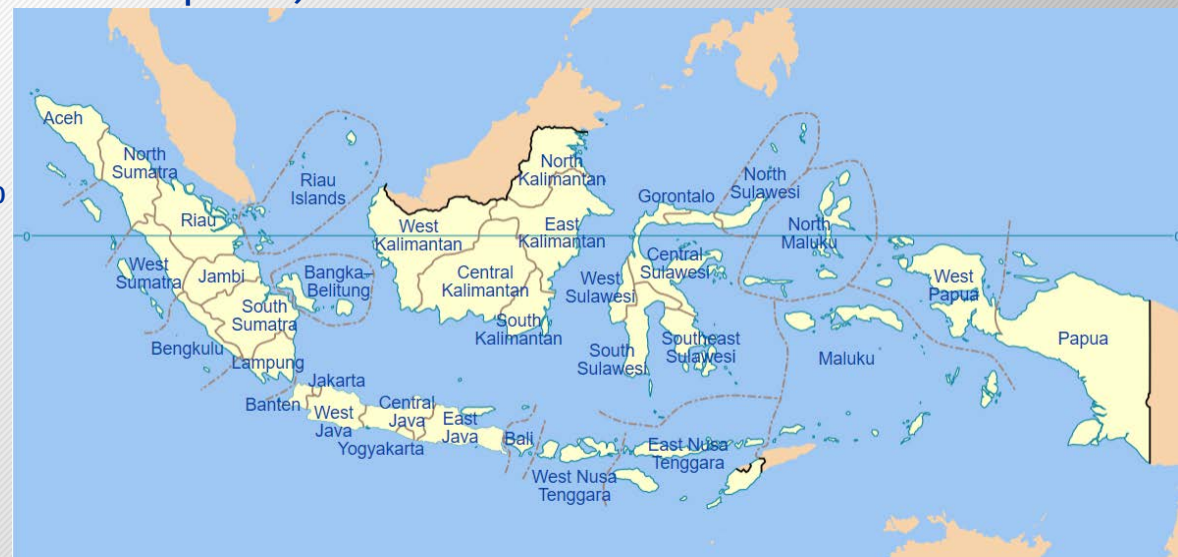 Aceh
North
Sumatra
Riau
Islands
Riau
West
Sumatra
Jambi
Bangka-
Belitung
South
Sumatra
Bengkulu
Lampung
Jakarta
Banten
West
Java
Central
Java
Yogyakarta
East
Java
Bali
West Nusa
Tenggara
East Nusa
Tenggara
North
Kalimantan
West
Kalimantan
East
Kalimantan
Central
Kalimantan
South
Kalimantan
Gorontalo
North
Sulawesi
Central
Sulawesi
West
Sulawesi
South
Sulawesi
Southeast
Sulawesi
North
Maluku
Maluku
West
Papua
Papua
0